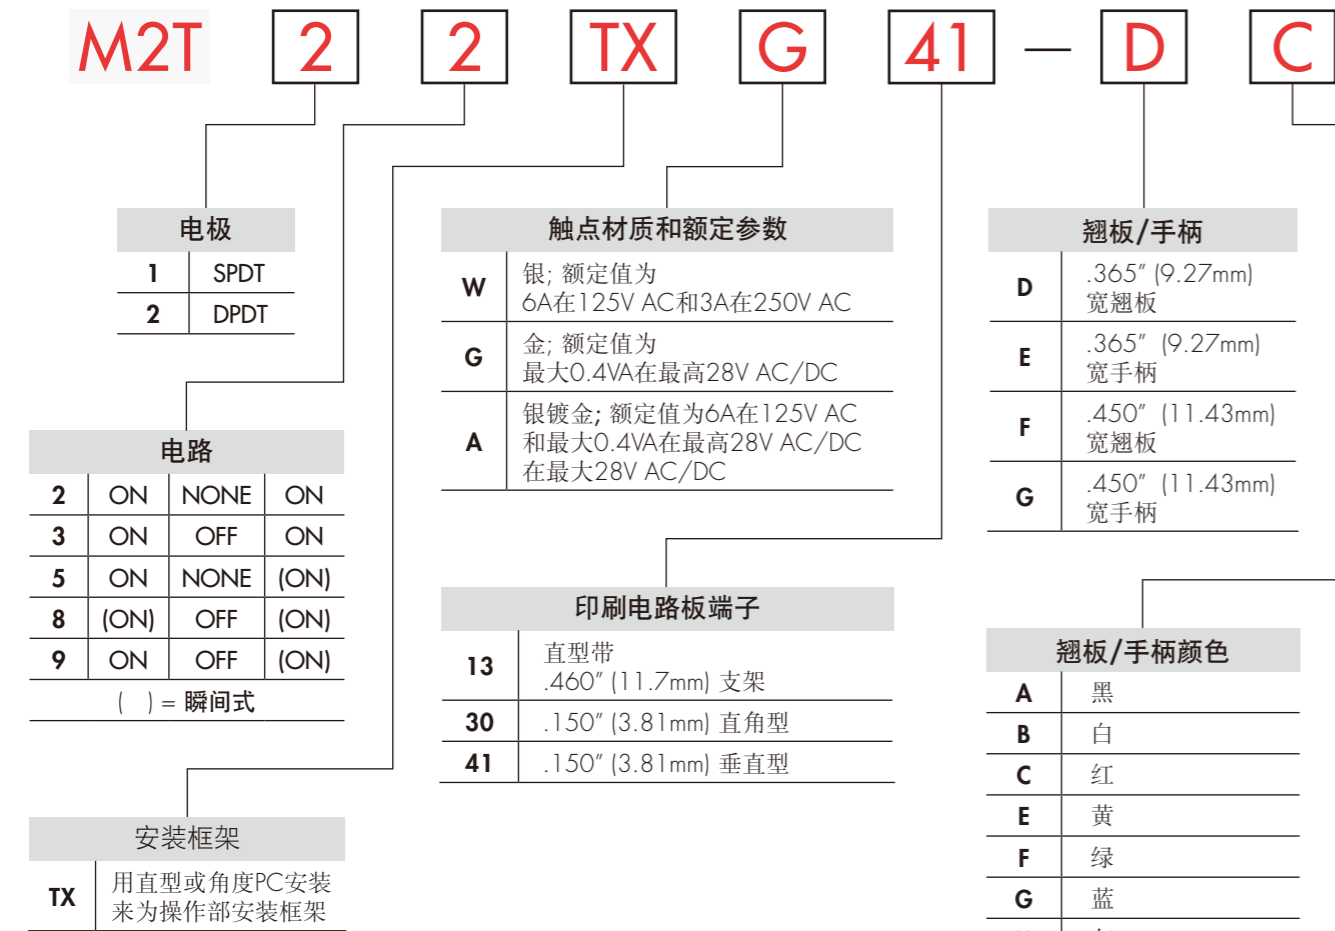 M2T 2 2 TX G 41 — D C
电极
1 SPDT
2 DPDT
电路
2 ON NONE ON
3 ON OFF ON
5 ON NONE (ON)
8 (ON) OFF (ON)
9 ON OFF (ON)
( ) = 瞬间式
安装框架
TX 用直型或角度PC安装
来为操作部安装框架
触点材质和额定参数
W 银; 额定值为
6A在125V AC和3A在250V AC
G 金; 额定值为
最大0.4VA在最高28V AC/DC
A 银镀金; 额定值为6A在125V AC
和最大0.4VA在最高28V AC/DC
在最大28V AC/DC
印刷电路板端子
13 直型带
.460" (11.7mm) 支架
30 .150" (3.81mm) 直角型
41 .150" (3.81mm) 垂直型
翘板/手柄
D .365" (9.27mm)
宽翘板
E .365" (9.27mm)
宽手柄
F .450" (11.43mm)
宽翘板
G .450" (11.43mm)
宽手柄
翘板/手柄颜色
A 黑
B 白
C 红
E 黄
F 绿
G 蓝